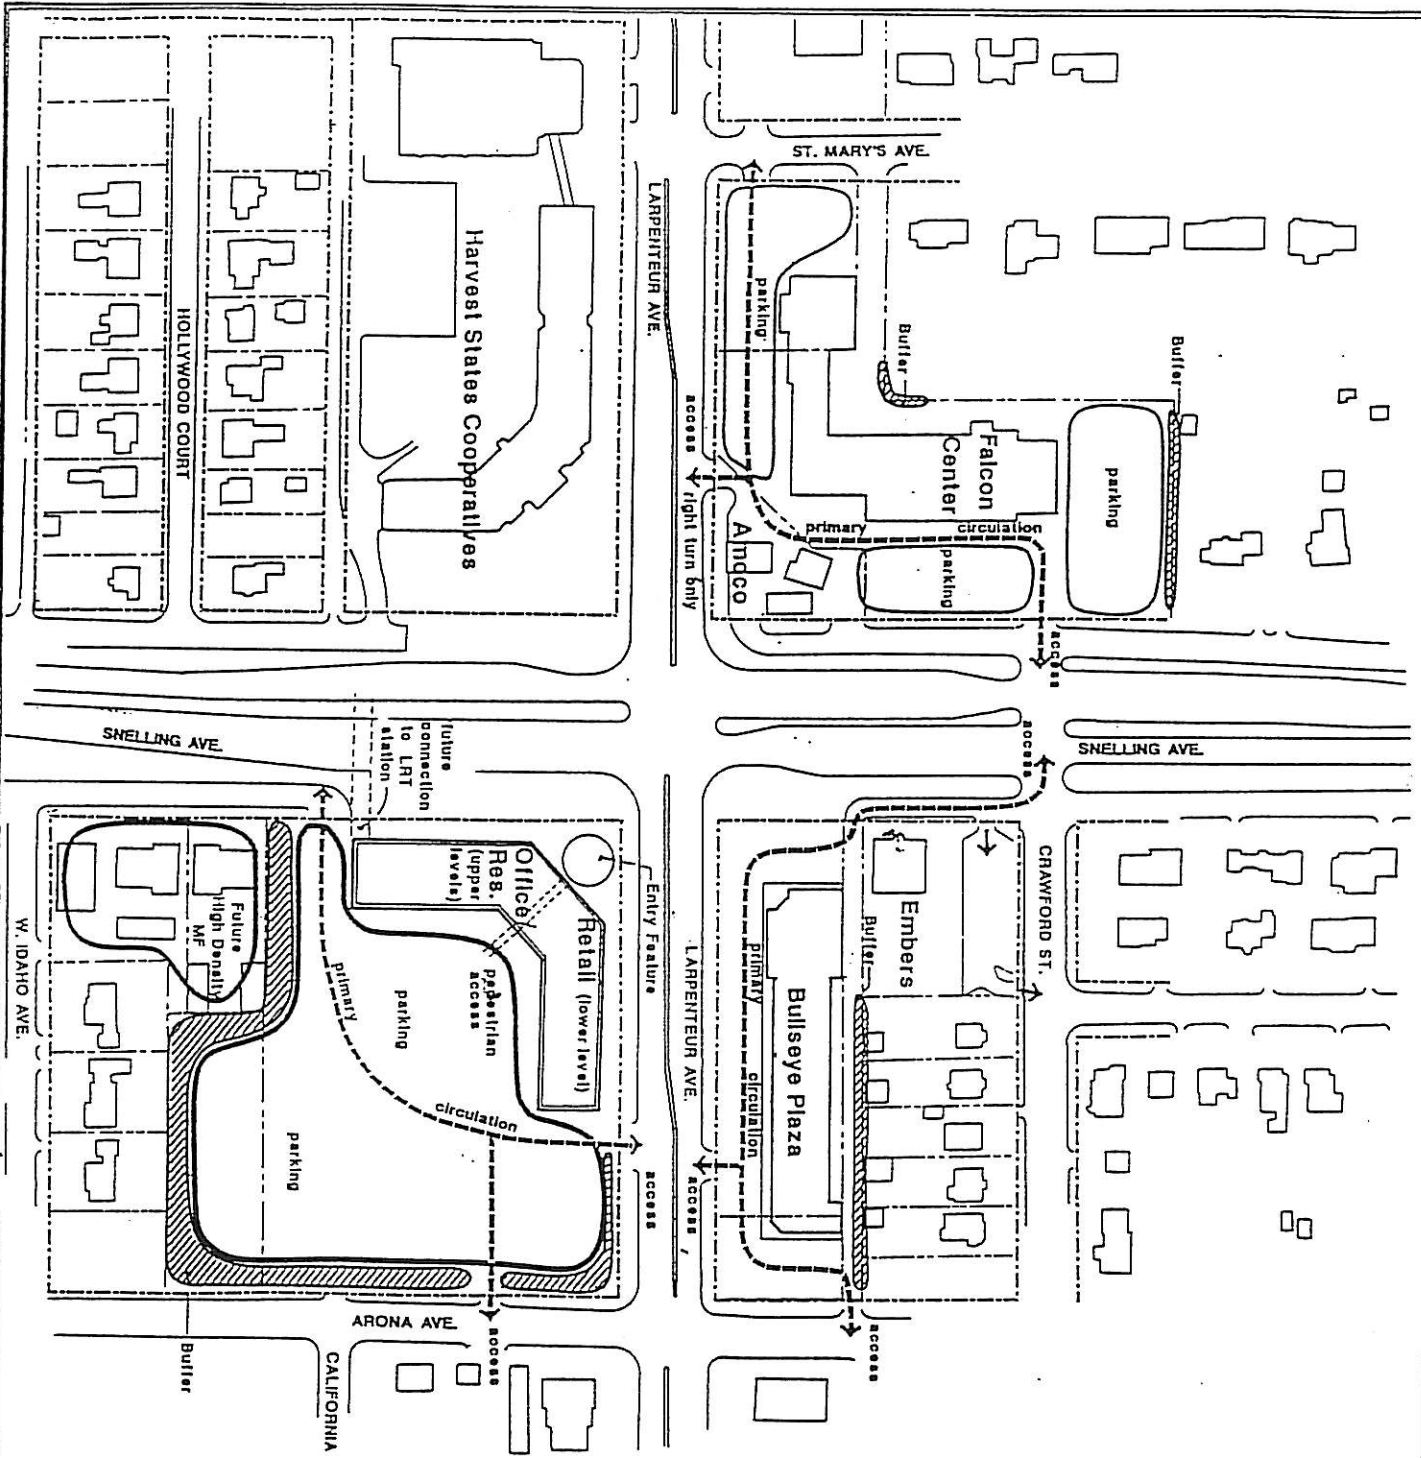 ST. MARY'S AVE.
LARPENTEUR AVE.
Harvest States Cooperatives
HOLLYWOOD COURT
parking
Buffer
Buffer
Falcon
Center
parking
access
right turn only
Amoco
primary circulation
parking
access
SNELLING AVE.
future
connection
to LRT
station
access
SNELLING AVE.
Office/
Res.
(upper
levels)
Retail (lower level)
Entry Feature
Future
High Density
MF
W. IDAHO AVE.
primary
circulation
parking
pedestrian
access
parking
access
LARPENTEUR AVE.
access
primary
circulation
Bullseye Plaza
Embers
Buffer
CRAWFORD ST.
access
ARONA AVE.
access
Buffer
CALIFORNIA